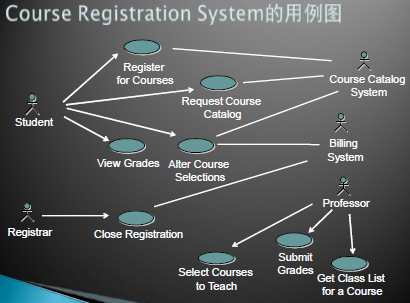 Course Registration System的用例图
Register
for Courses
Course Catalog
System
Request Course
Catalog
Student
View Grades
Alter Course
Selections
Billing
System
Professor
Registrar
Close Registration
Select Courses
to Teach
Submit
Grades
Get Class List
for a Course